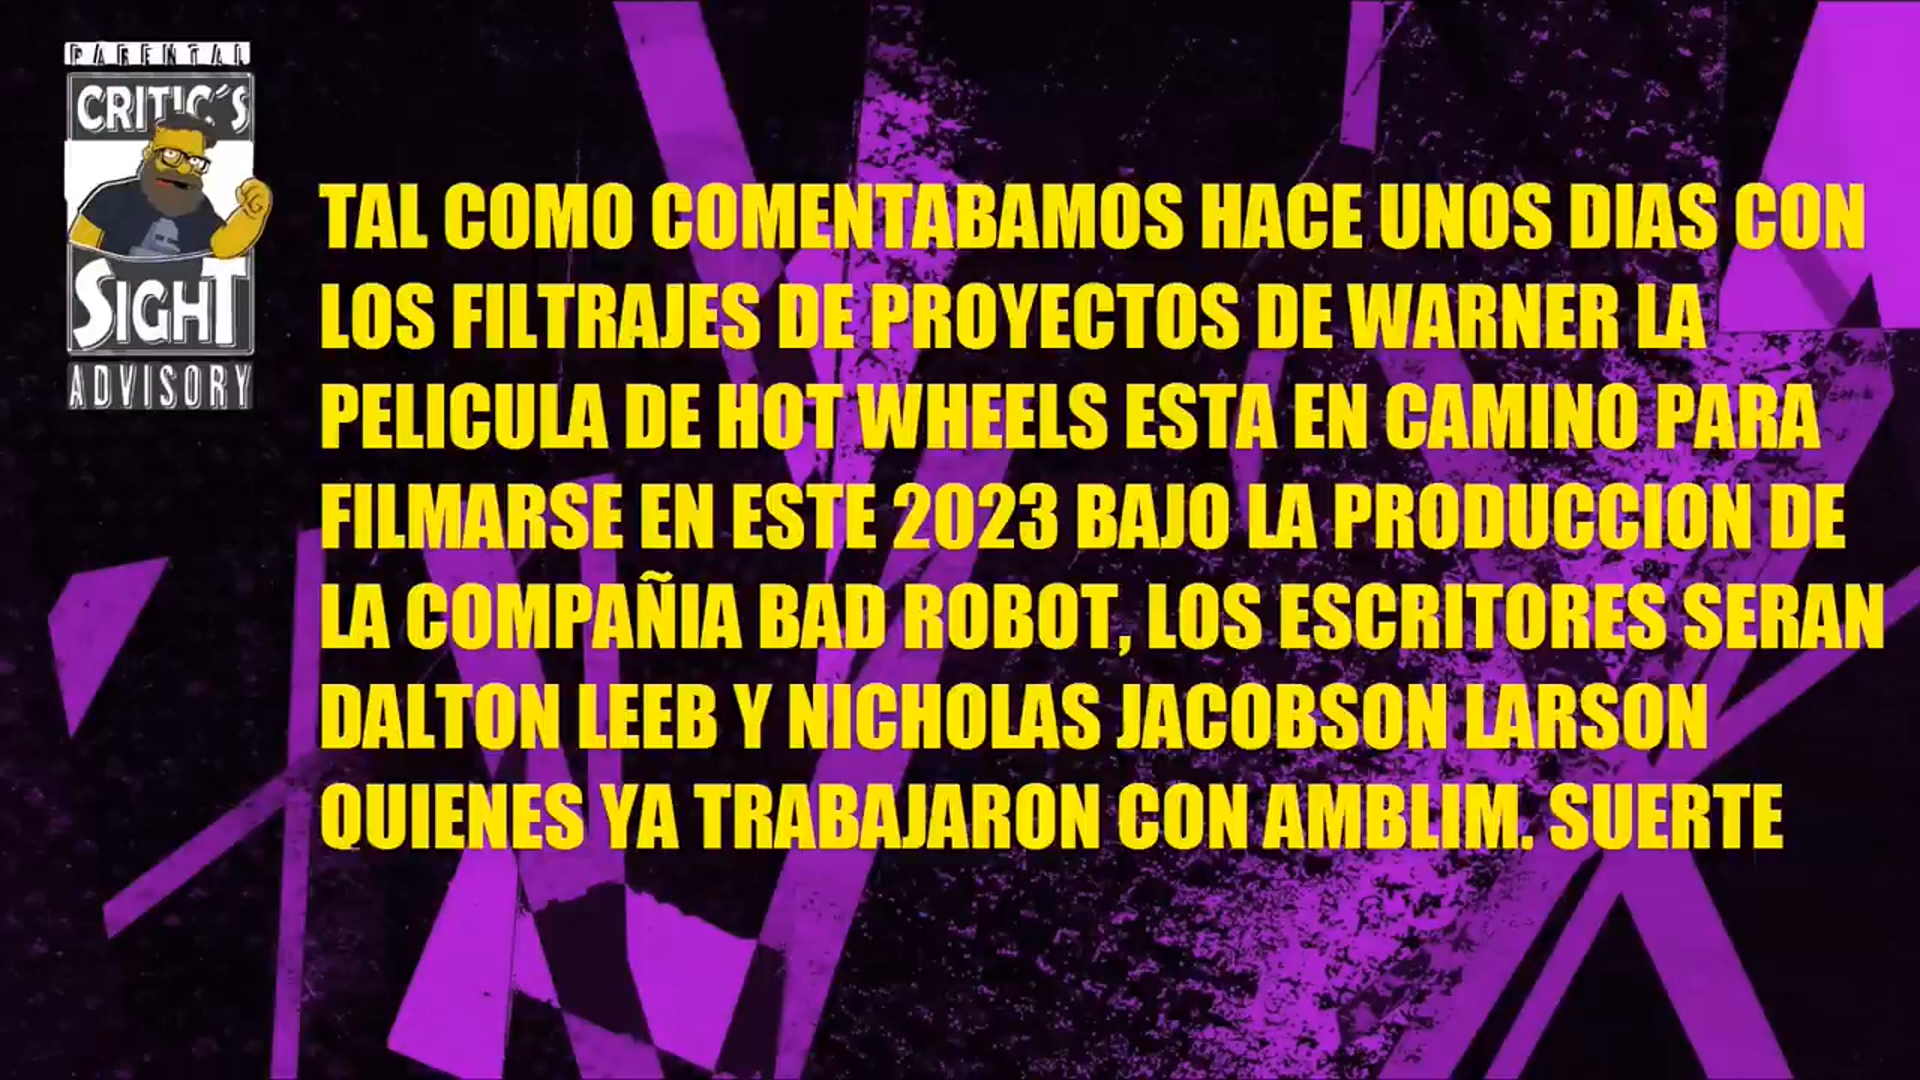 PARENTAL
CRITIC´S
SIGHT
ADVISORY
TAL COMO COMENTABAMOS HACE UNOS DIAS CON
LOS FILTRAJES DE PROYECTOS DE WARNER LA
PELICULA DE HOT WHEELS ESTA EN CAMINO PARA
FILMARSE EN ESTE 2023 BAJO LA PRODUCCION DE
LA COMPAÑIA BAD ROBOT, LOS ESCRITORES SERAN
DALTON LEEB Y NICHOLAS JACOBSON LARSON
QUIENES YA TRABAJARON CON AMBLIM. SUERTE